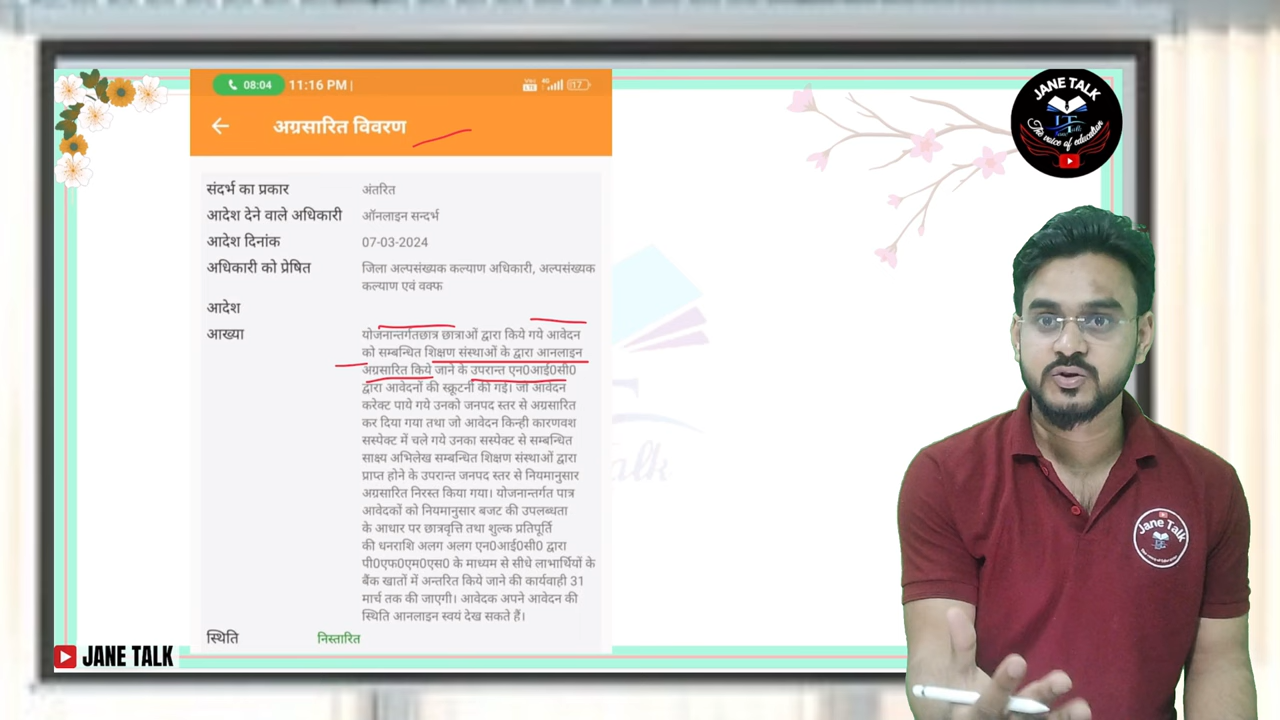 08:04 11:16 PM
4G 17
अग्रसारित विवरण
संदर्भ का प्रकार अंतरित
आदेश देने वाले अधिकारी ऑनलाइन सन्दर्भ
आदेश दिनांक 07-03-2024
अधिकारी को प्रेषित जिला अल्पसंख्यक कल्याण अधिकारी, अल्पसंख्यक
कल्याण एवं वक्फ
आदेश
आख्या योजनान्तर्गतछात्र छात्राओं द्वारा किये गये आवेदन
को सम्बन्धित शिक्षण संस्थाओं के द्वारा आनलाइन
अग्रसारित किये जाने के उपरान्त एन0आई0सी0
द्वारा आवेदनों की स्क्रूटनी की गई। जो आवेदन
करेक्ट पाये गये उनको जनपद स्तर से अग्रसारित
कर दिया गया तथा जो आवेदन किन्ही कारणवश
सस्पेक्ट में चले गये उनका सस्पेक्ट से सम्बन्धित
साक्ष्य अभिलेख सम्बन्धित शिक्षण संस्थाओं द्वारा
प्राप्त होने के उपरान्त जनपद स्तर से नियमानुसार
अग्रसारित निरस्त किया गया। योजनान्तर्गत पात्र
आवेदकों को नियमानुसार बजट की उपलब्धता
के आधार पर छात्रवृत्ति तथा शुल्क प्रतिपूर्ति
की धनराशि अलग अलग एन0आई0सी0 द्वारा
पी0एफ0एम0एस0 के माध्यम से सीधे लाभार्थियों के
बैंक खातों में अन्तरित किये जाने की कार्यवाही 31
मार्च तक की जाएगी। आवेदक अपने आवेदन की
स्थिति आनलाइन स्वयं देख सकते हैं।
स्थिति निस्तारित
JANE TALK
JANE TALK
The voice of education
Jane Talk
alk